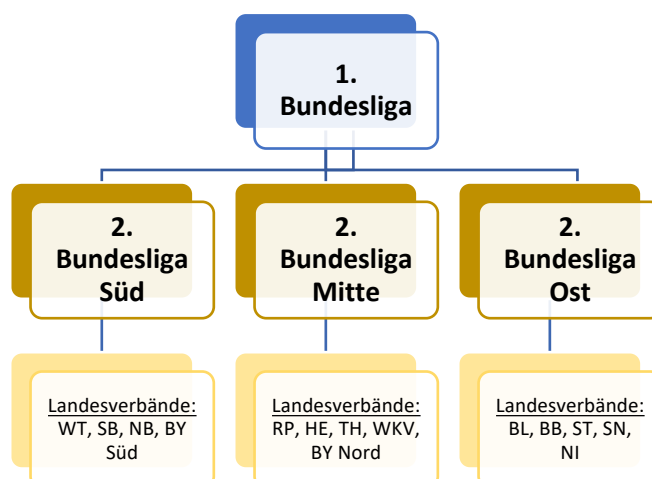 1.
Bundesliga
2.
Bundesliga
Süd
2.
Bundesliga
Mitte
2.
Bundesliga
Ost
Landesverbände:
WT, SB, NB, BY
Süd
Landesverbände:
RP, HE, TH, WKV,
BY Nord
Landesverbände:
BL, BB, ST, SN,
NI